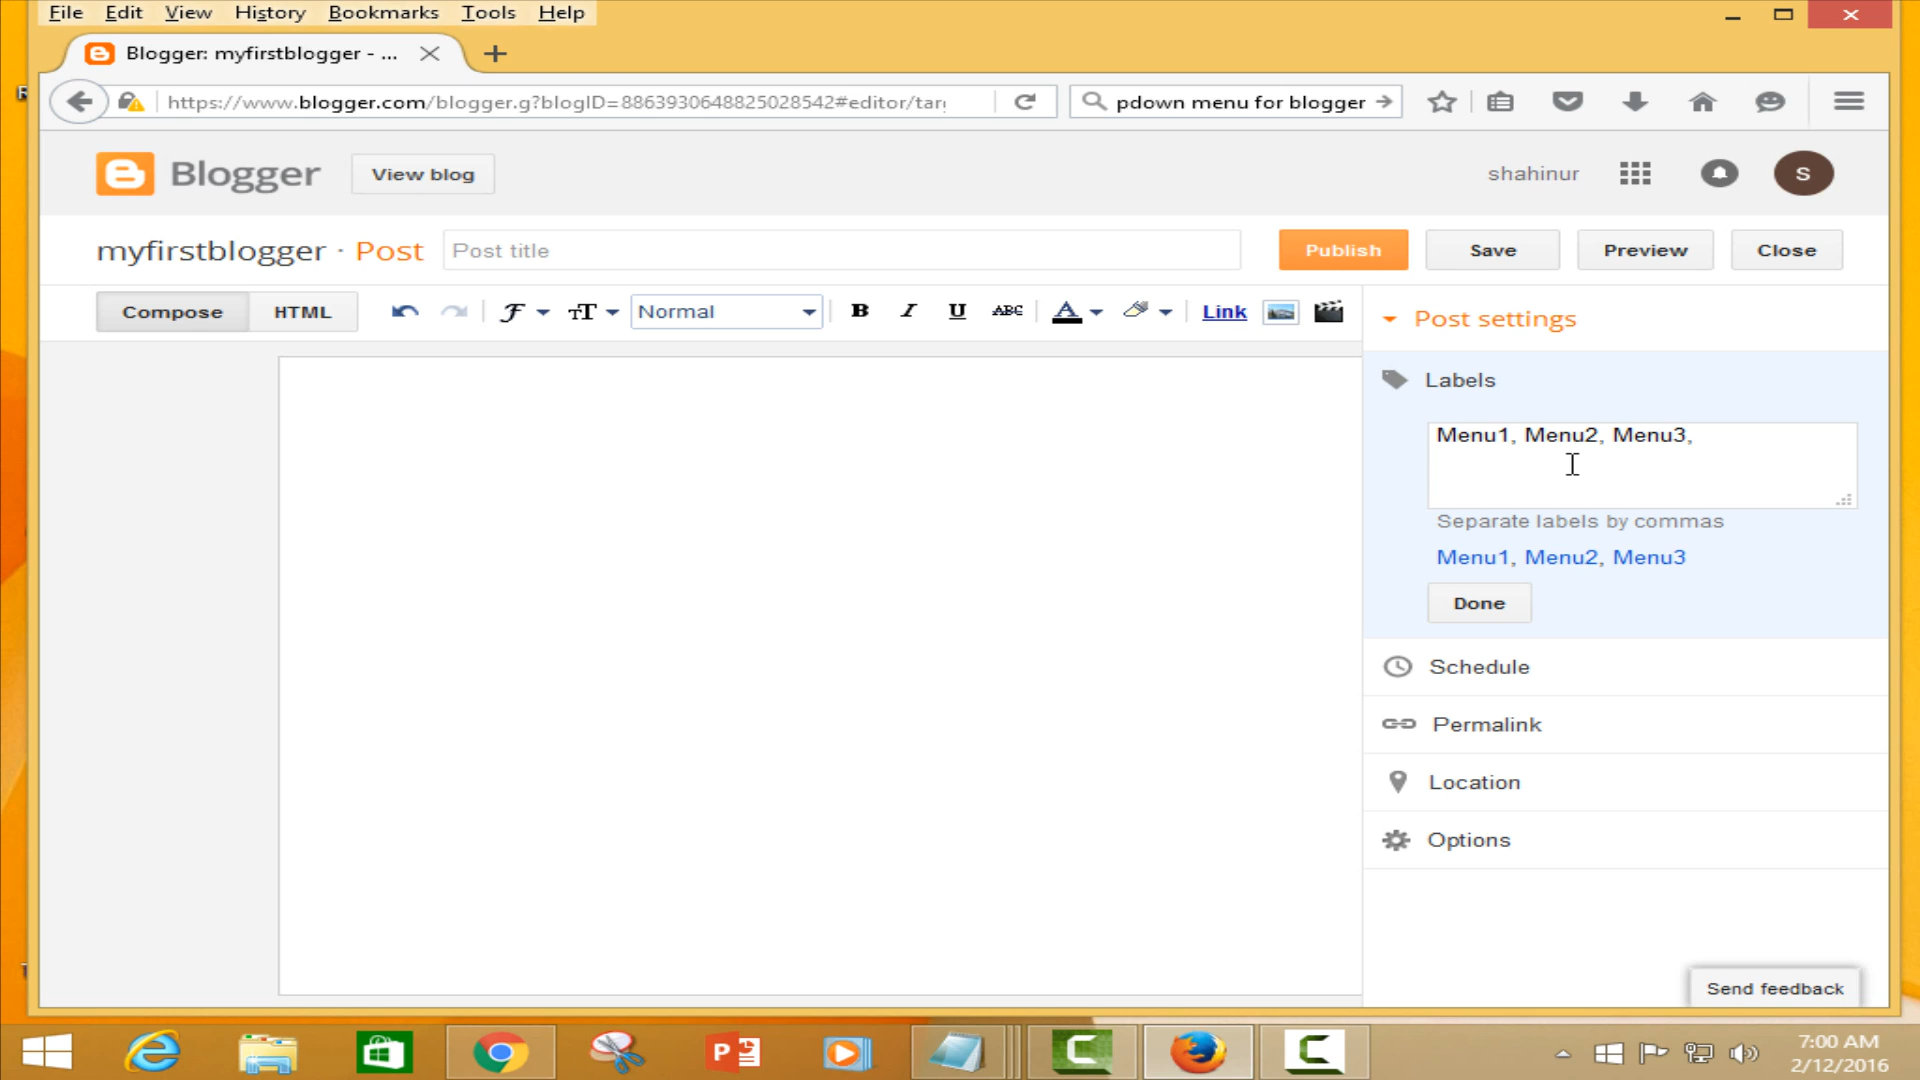 File Edit View History Bookmarks Tools Help
Blogger: myfirstblogger - ...
https://www.blogger.com/blogger.g?blogID=8863930648825028542#editor/tar
pdown menu for blogger
Blogger
View blog
shahinur
S
myfirstblogger · Post
Post title
Publish
Save
Preview
Close
Compose
HTML
Normal
B I U ABC A
Link
Post settings
Labels
Menu1, Menu2, Menu3,
Separate labels by commas
Menu1, Menu2, Menu3
Done
Schedule
Permalink
Location
Options
Send feedback
7:00 AM
2/12/2016